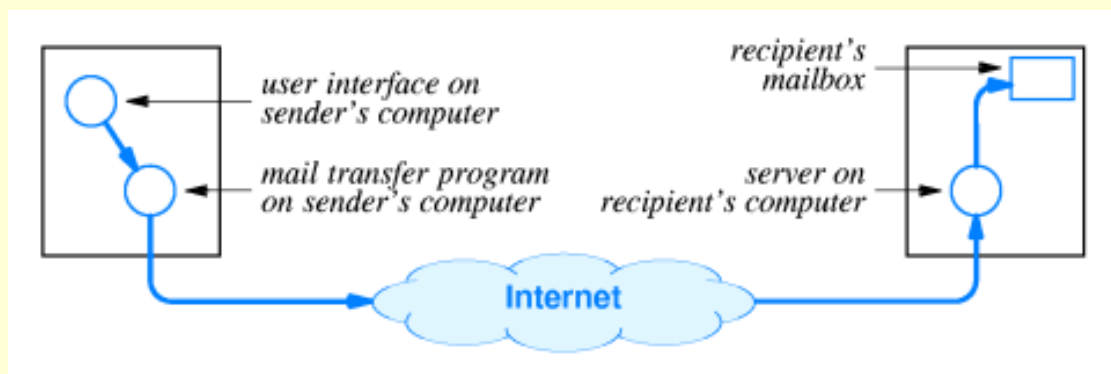 user interface on
sender's computer
mail transfer program
on sender's computer
Internet
recipient's
mailbox
server on
recipient's computer